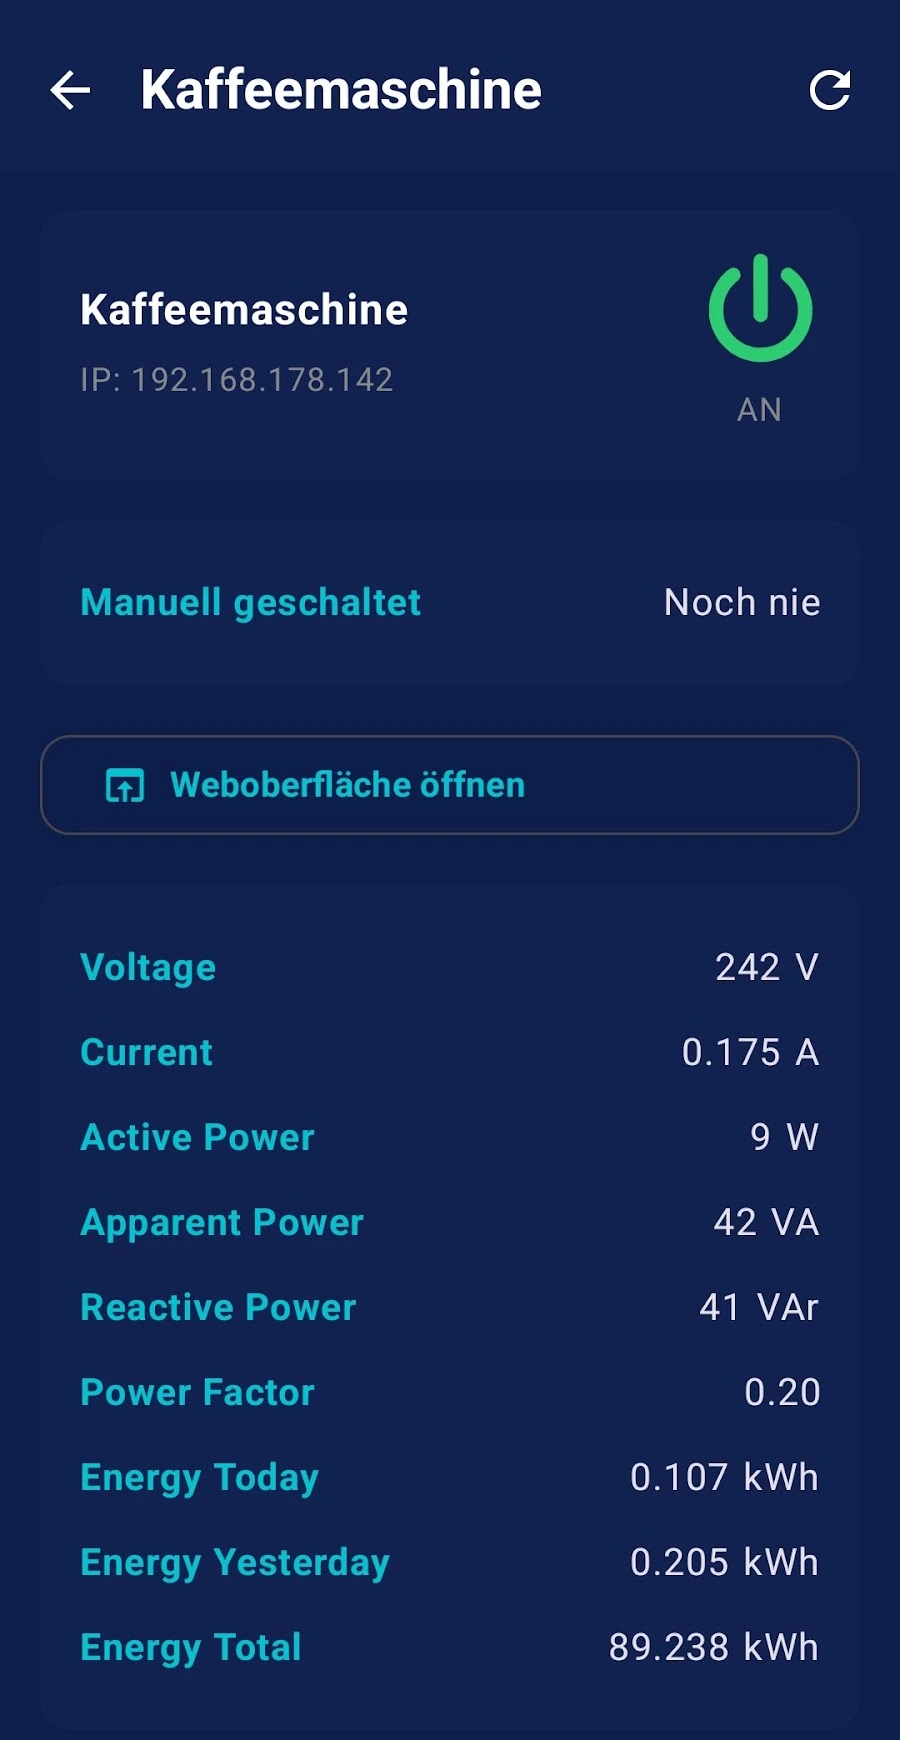 Kaffeemaschine
Kaffeemaschine
IP: 192.168.178.142
AN
Manuell geschaltet Noch nie
Weboberfläche öffnen
Voltage 242 V
Current 0.175 A
Active Power 9 W
Apparent Power 42 VA
Reactive Power 41 VAr
Power Factor 0.20
Energy Today 0.107 kWh
Energy Yesterday 0.205 kWh
Energy Total 89.238 kWh